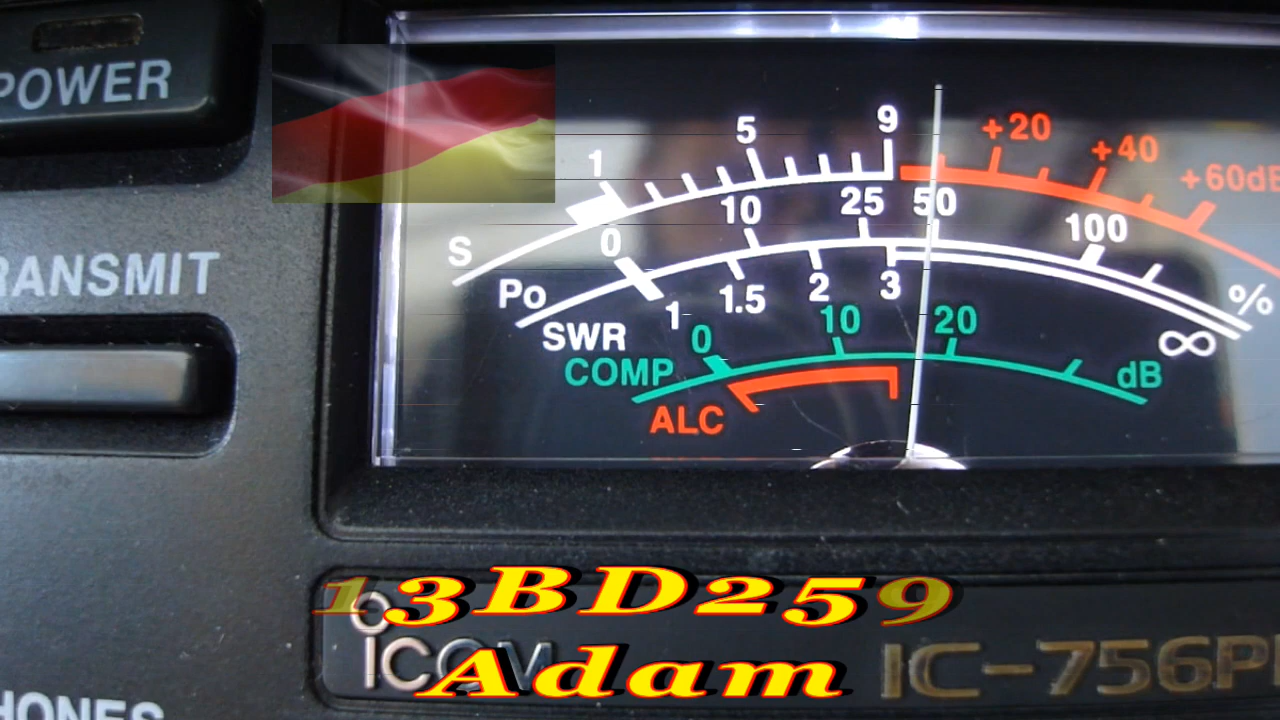 POWER
+20
+40
+60dB
1 5 9
S
0 10 25 50 100 %
Po
1 1.5 2 3 ∞
SWR
0 10 20 dB
COMP
ALC
TRANSMIT
13BD259
ICOM
Adam
IC-756P
PHONES